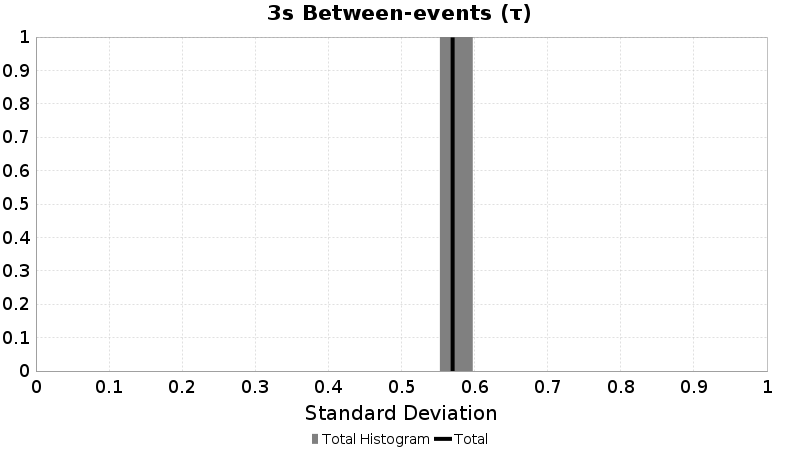 3s Between-events (τ)
1
0.9
0.8
0.7
0.6
0.5
0.4
0.3
0.2
0.1
0
0 0.1 0.2 0.3 0.4 0.5 0.6 0.7 0.8 0.9 1
Standard Deviation
Total Histogram Total